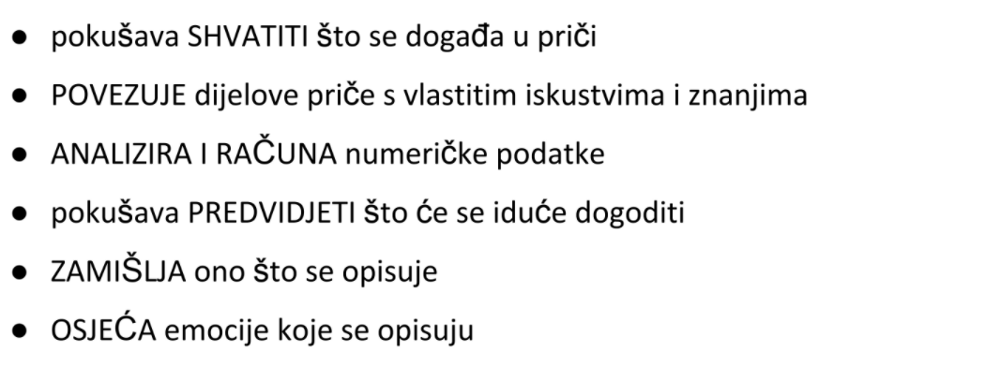 ● pokušava SHVATITI što se događa u priči
● POVEZUJE dijelove priče s vlastitim iskustvima i znanjima
● ANALIZIRA I RAČUNA numeričke podatke
● pokušava PREDVIDJETI što će se iduće dogoditi
● ZAMIŠLJA ono što se opisuje
● OSJEĆA emocije koje se opisuju